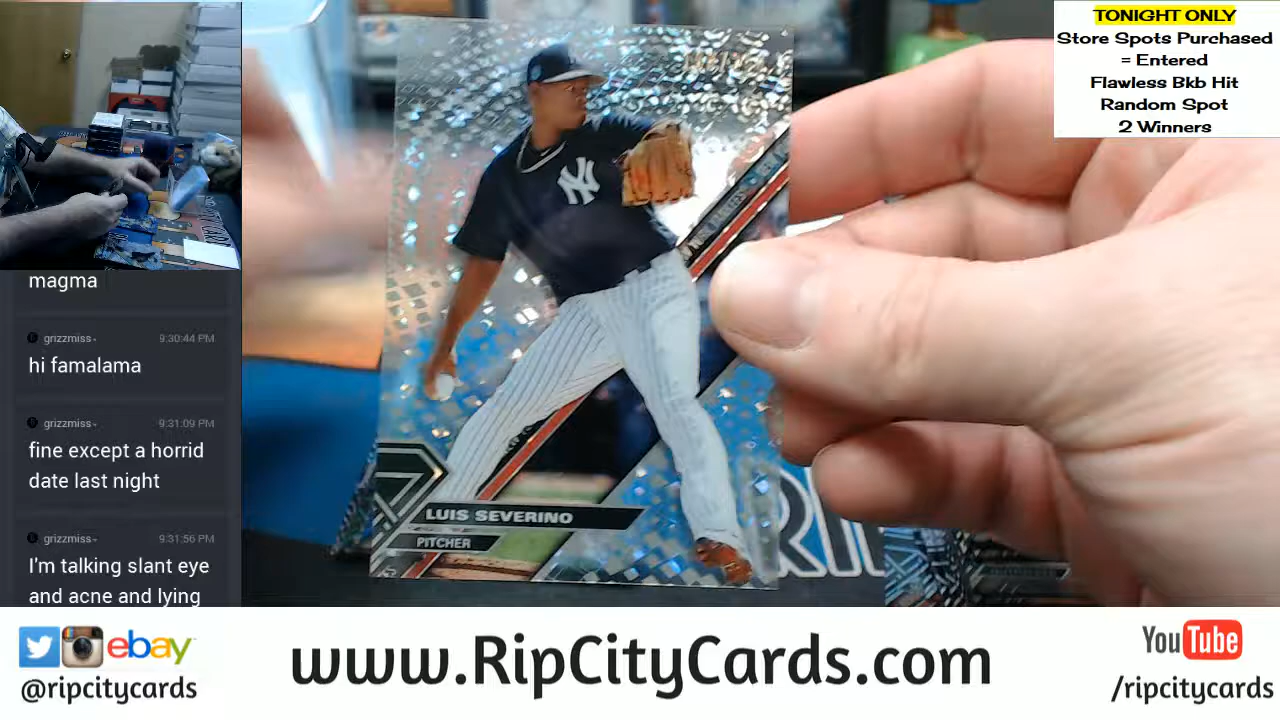 TONIGHT ONLY
Store Spots Purchased
= Entered
Flawless Bkb Hit
Random Spot
2 Winners
magma
grizzmiss- 9:30:44 PM
hi famalama
grizzmiss- 9:31:09 PM
fine except a horrid
date last night
grizzmiss- 9:31:56 PM
I'm talking slant eye
and acne and lying
NY
LUIS SEVERINO
PITCHER
ebay
@ripcitycards
www.RipCityCards.com
YouTube
/ripcitycards